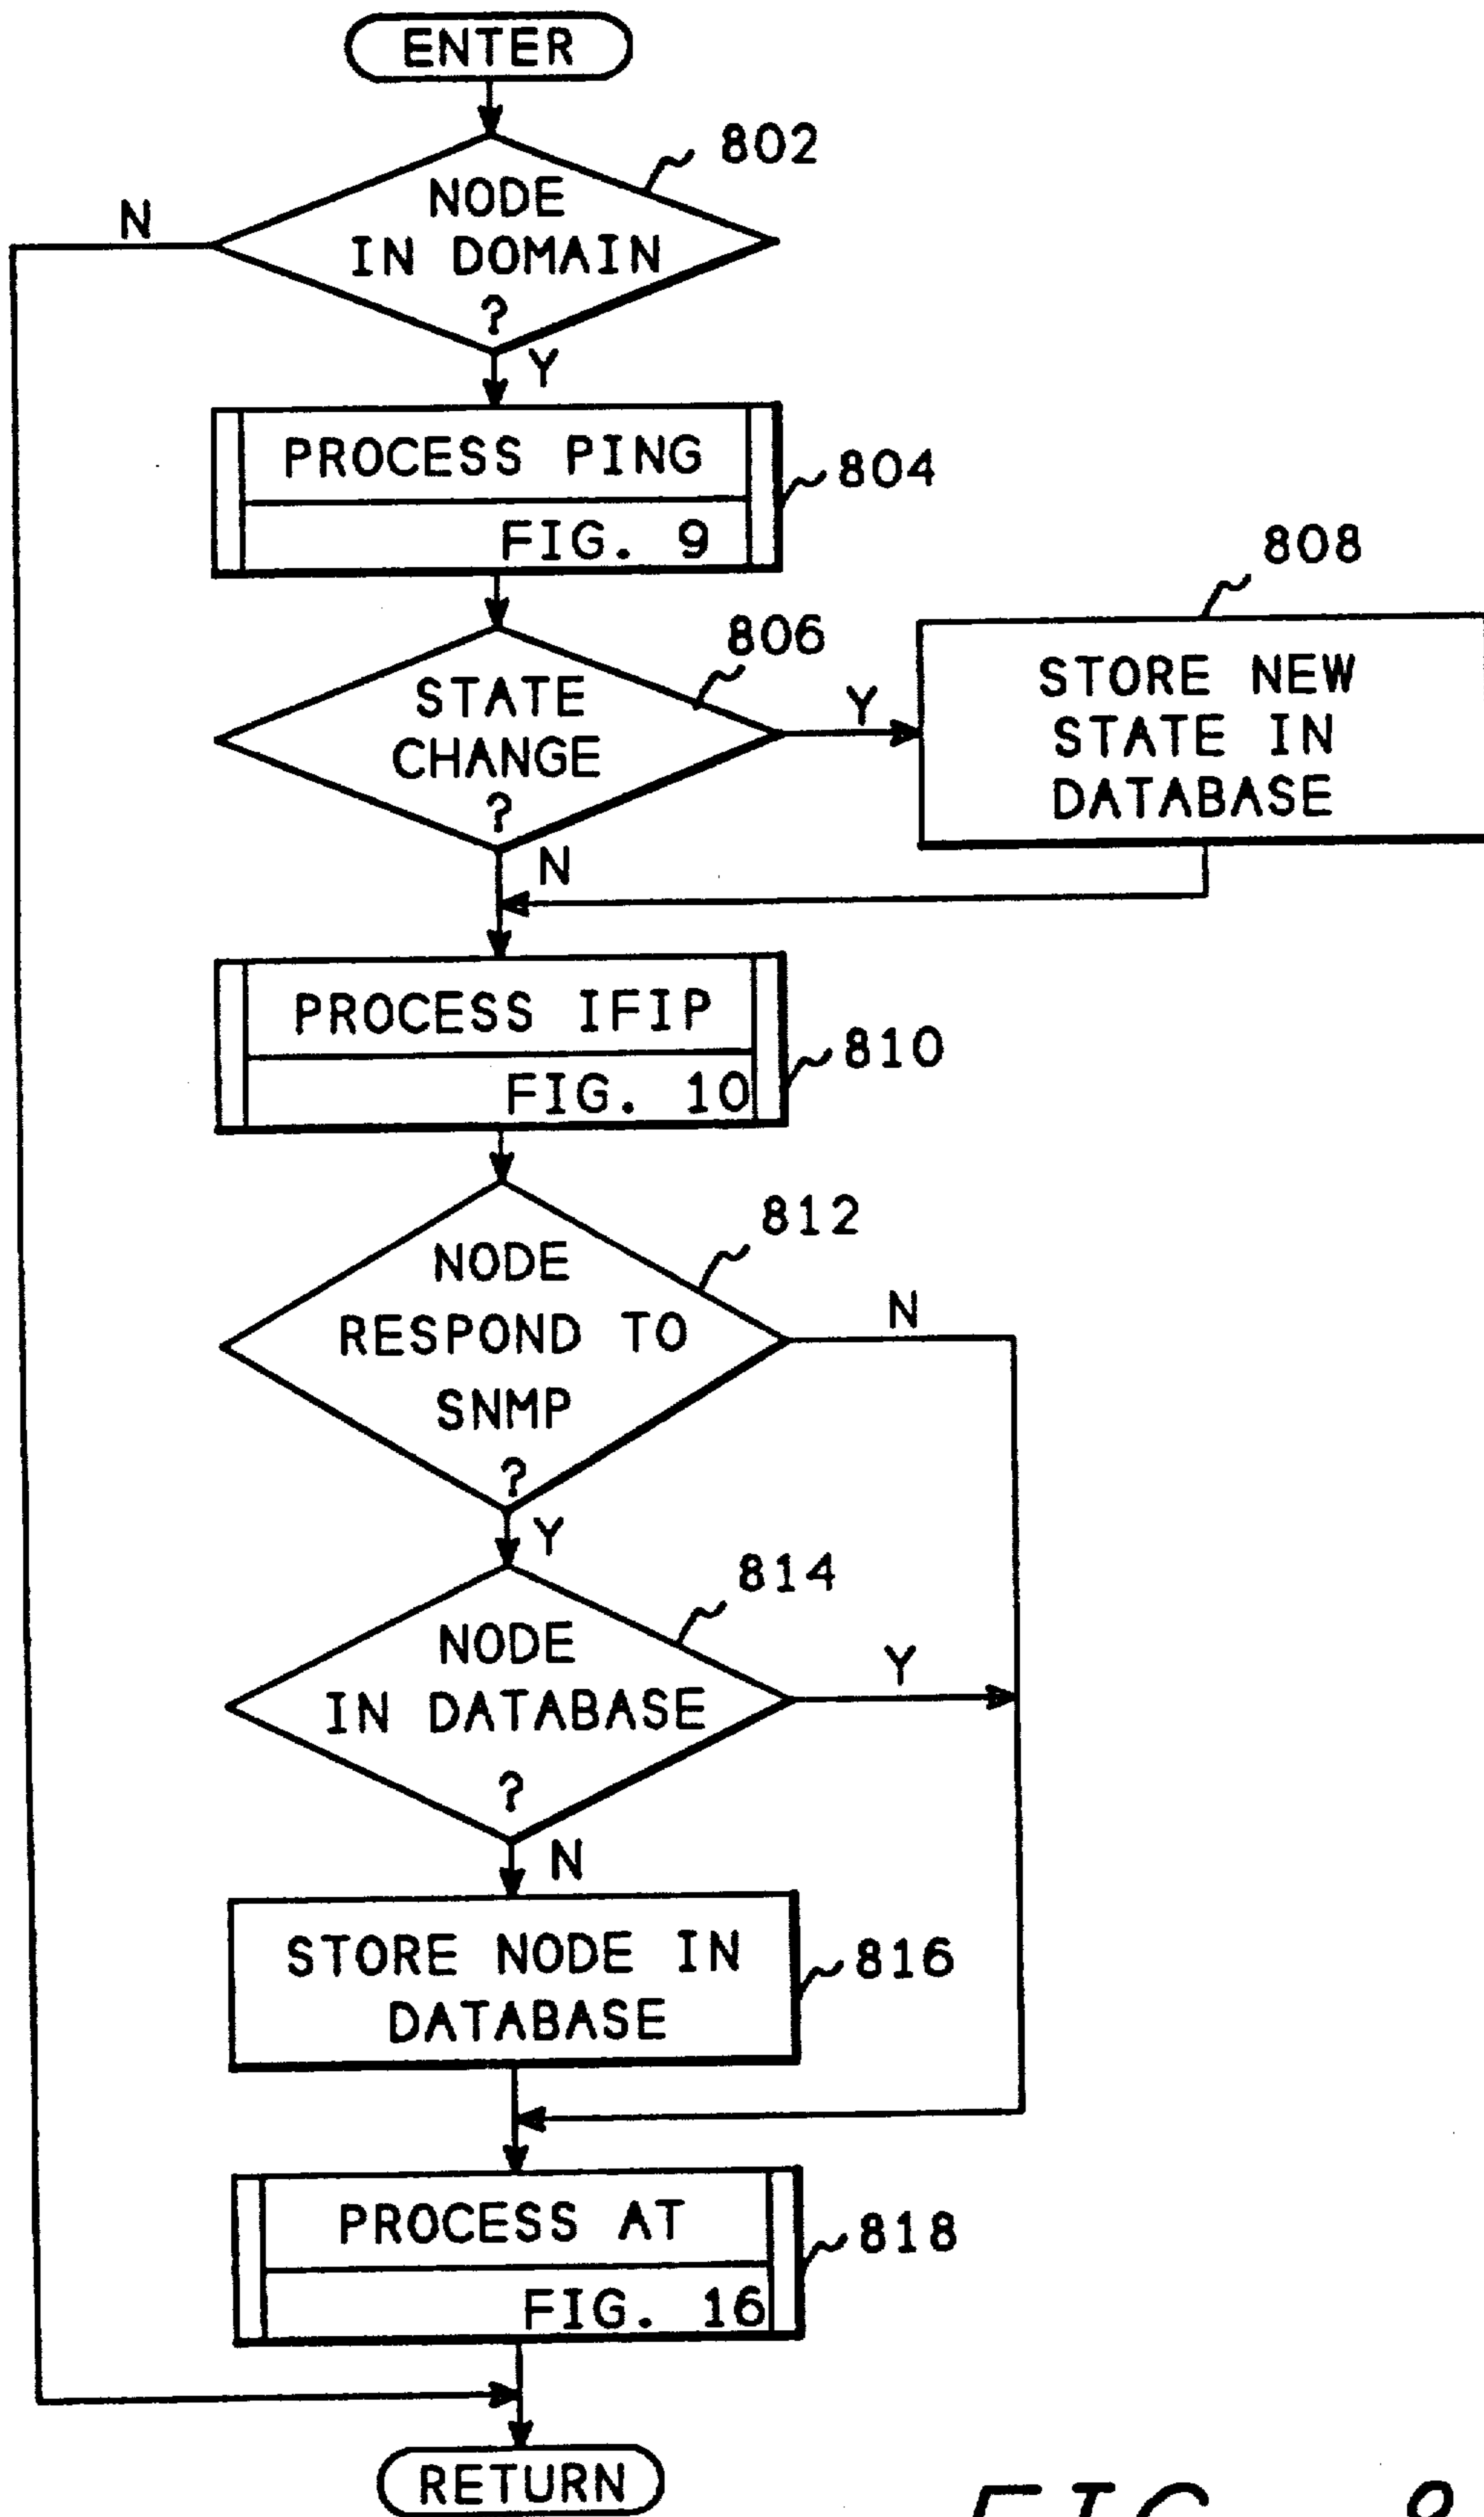 ENTER
802
NODE
IN DOMAIN
?
N
Y
PROCESS PING
804
FIG. 9
808
806
STATE
CHANGE
?
Y
STORE NEW
STATE IN
DATABASE
N
PROCESS IFIP
810
FIG. 10
812
NODE
RESPOND TO
SNMP
?
N
Y
814
NODE
IN DATABASE
?
Y
N
STORE NODE IN
DATABASE
816
PROCESS AT
818
FIG. 16
RETURN
FIG. 8